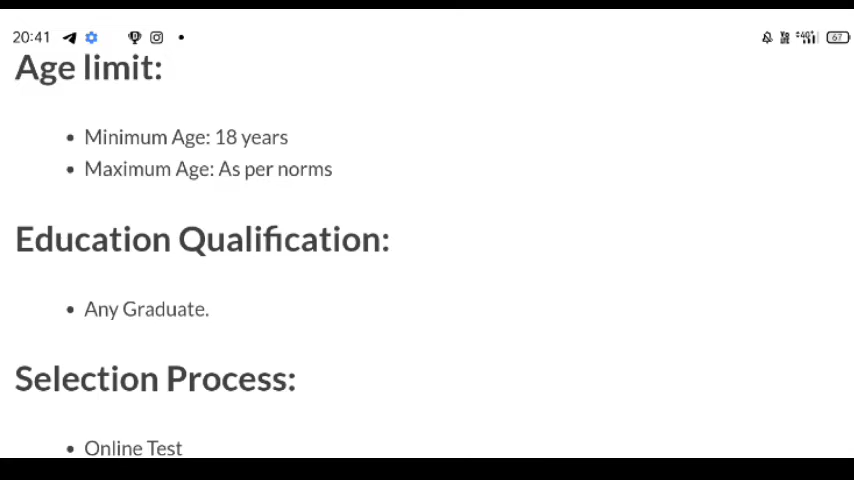 20:41
67
Age limit:
• Minimum Age: 18 years
• Maximum Age: As per norms
Education Qualification:
• Any Graduate.
Selection Process:
• Online Test